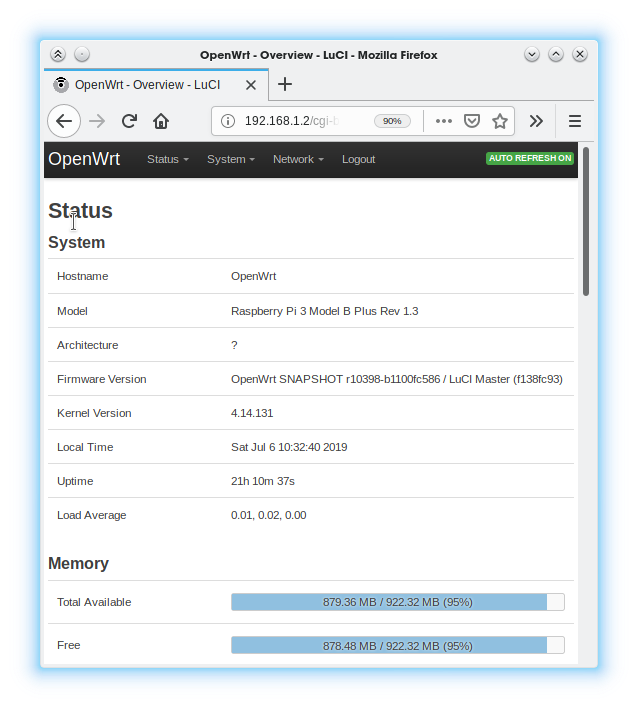 OpenWrt - Overview - LuCI - Mozilla Firefox
OpenWrt - Overview - LuCI
192.168.1.2/cgi-b 90%
OpenWrt Status System Network Logout AUTO REFRESH ON
Status
System
Hostname OpenWrt
Model Raspberry Pi 3 Model B Plus Rev 1.3
Architecture ?
Firmware Version OpenWrt SNAPSHOT r10398-b1100fc586 / LuCI Master (f138fc93)
Kernel Version 4.14.131
Local Time Sat Jul 6 10:32:40 2019
Uptime 21h 10m 37s
Load Average 0.01, 0.02, 0.00
Memory
Total Available 879.36 MB / 922.32 MB (95%)
Free 878.48 MB / 922.32 MB (95%)